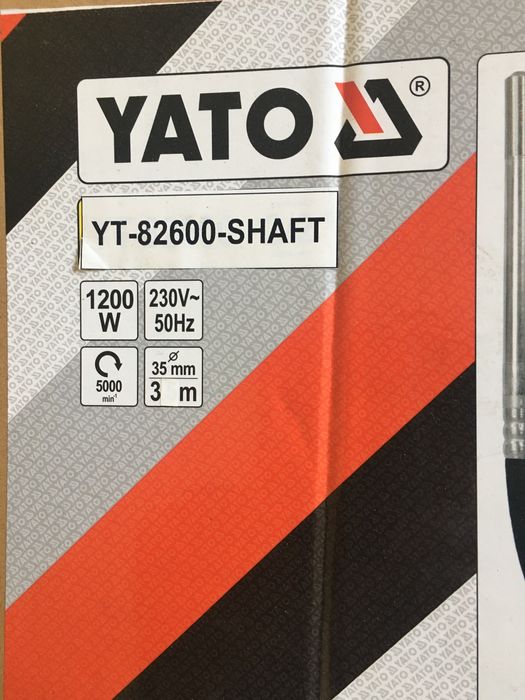 YATO ®
YT-82600-SHAFT
1200 W
230V~ 50Hz
5000 min⁻¹
ø 35 mm
3 m